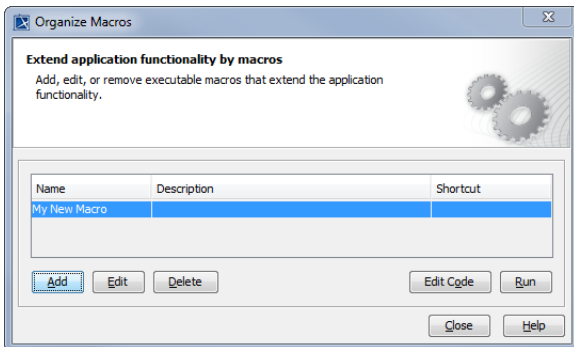 Organize Macros
Extend application functionality by macros
Add, edit, or remove executable macros that extend the application
functionality.
Name Description Shortcut
My New Macro
Add Edit Delete Edit Code Run
Close Help